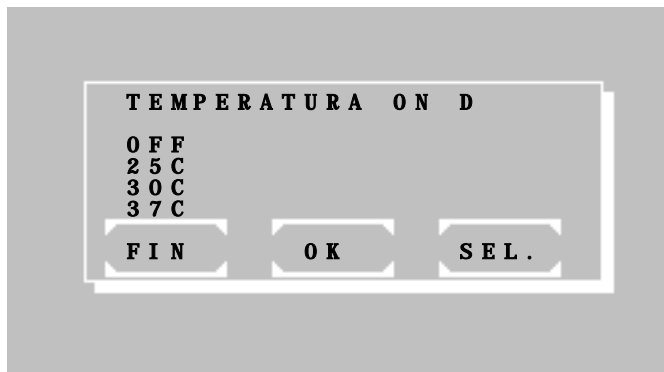 TEMPERATURA ON D
OFF
25C
30C
37C
FIN OK SEL.